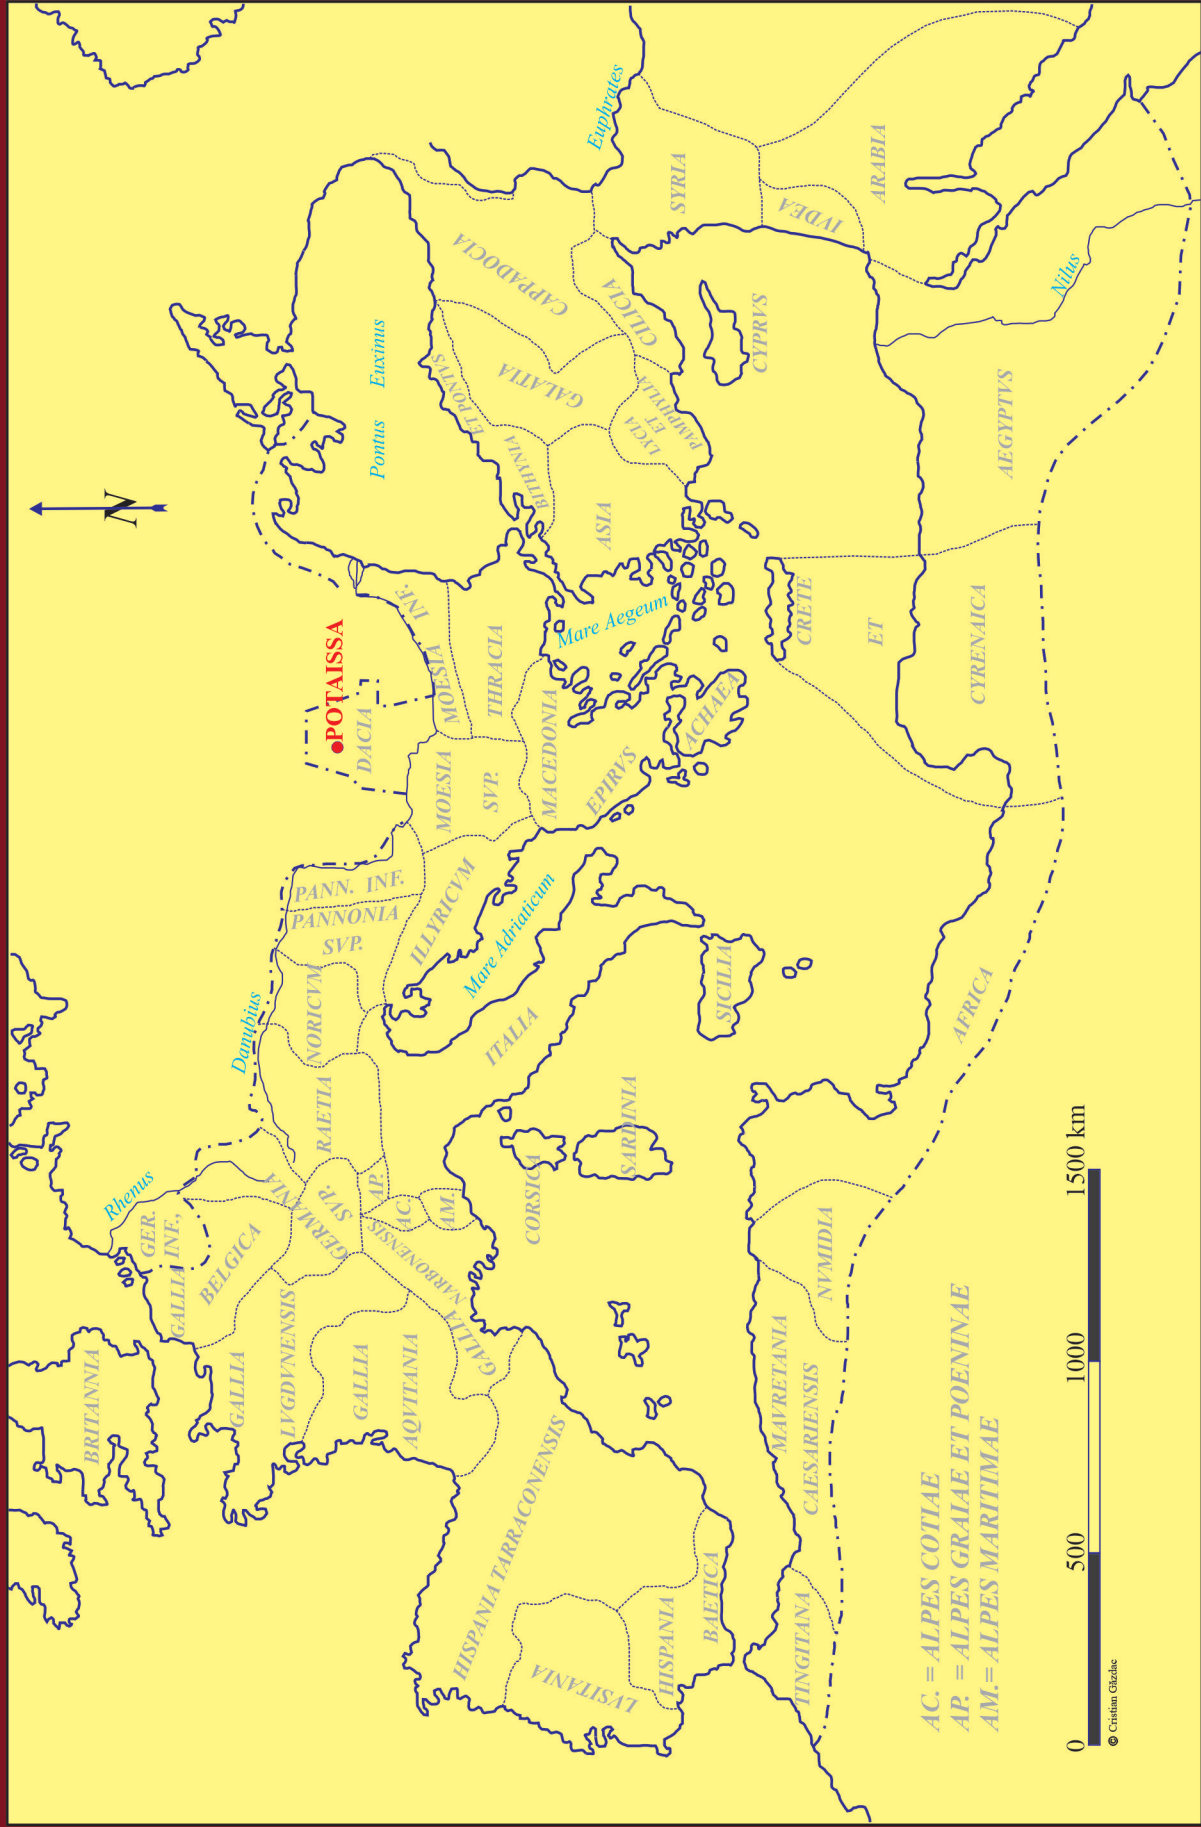 N
BRITANNIA
Rhenus
GER.
GALLIA INF.,
BELGICA
GERMANIA
SVP.
GALLIA
LVGDVNENSIS
GALLIA
AQVITANIA
GALLIA NARBONENSIS
AP.
AC.
AM.
RAETIA
NORICVM
Danubius
PANNONIA
SVP.
PANN. INF.
ILLYRICVM
Mare Adriaticum
ITALIA
CORSICA
SARDINIA
SICILIA
HISPANIA TARRACONENSIS
LVSITANIA
HISPANIA
BAETICA
POTAISSA
DACIA
MOESIA
SVP.
MOESIA INF.
THRACIA
MACEDONIA
EPIRVS
ACHAEA
Mare Aegeum
Pontus Euxinus
BITHYNIA ET PONTVS
ASIA
GALATIA
CAPPADOCIA
LYCIA
ET
PAMPHYLIA
CILICIA
CYPRVS
Euphrates
SYRIA
IVDEA
ARABIA
Nilus
AEGYPTVS
CRETE
ET
CYRENAICA
AFRICA
NVMIDIA
MAVRETANIA
CAESARIENSIS
TINGITANA
AC. = ALPES COTIAE
AP. = ALPES GRAIAE ET POENINAE
AM.= ALPES MARITIMAE
0 500 1000 1500 km
© Cristian Găzdac